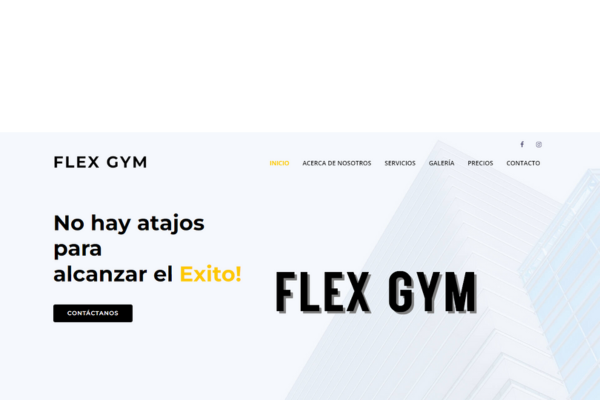 FLEX GYM
INICIO ACERCA DE NOSOTROS SERVICIOS GALERÍA PRECIOS CONTACTO
No hay atajos
para
alcanzar el Exito!
CONTÁCTANOS
FLEX GYM